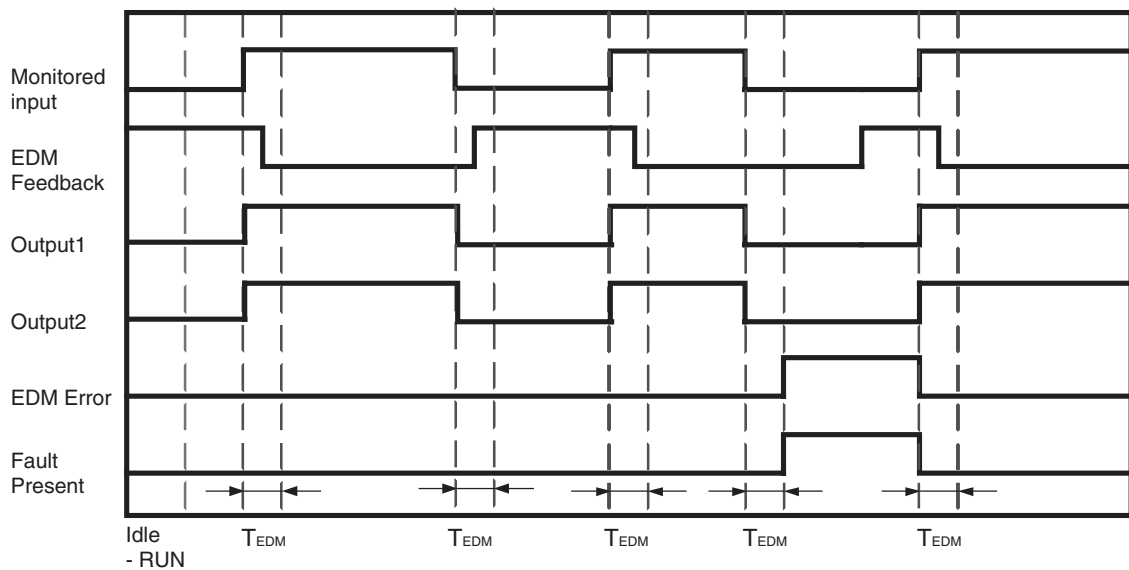 Monitored
input
EDM
Feedback
Output1
Output2
EDM Error
Fault
Present
Idle
- RUN
TEDM
TEDM
TEDM
TEDM
TEDM